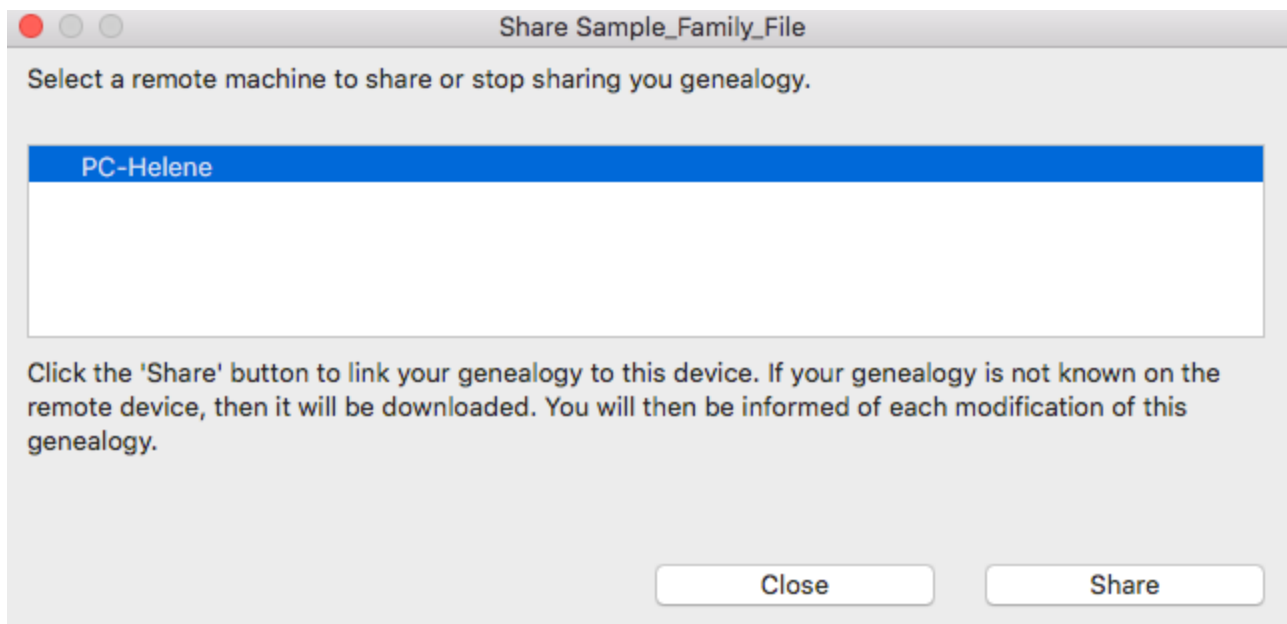 Share Sample_Family_File
Select a remote machine to share or stop sharing you genealogy.
PC-Helene
Click the 'Share' button to link your genealogy to this device. If your genealogy is not known on the
remote device, then it will be downloaded. You will then be informed of each modification of this
genealogy.
Close
Share